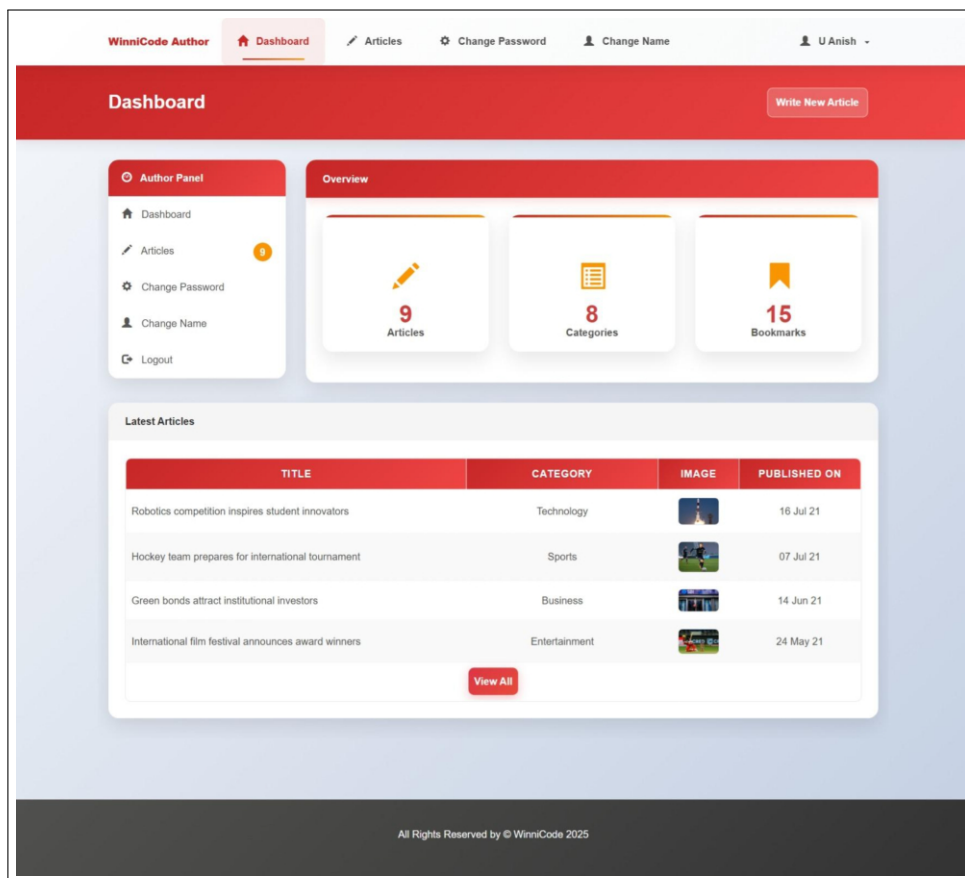 WinniCode Author Dashboard Articles Change Password Change Name U Anish
Dashboard
Write New Article
Author Panel
Dashboard
Articles 9
Change Password
Change Name
Logout
Overview
9
Articles
8
Categories
15
Bookmarks
Latest Articles
TITLE CATEGORY IMAGE PUBLISHED ON
Robotics competition inspires student innovators Technology 16 Jul 21
Hockey team prepares for international tournament Sports 07 Jul 21
Green bonds attract institutional investors Business 14 Jun 21
International film festival announces award winners Entertainment 24 May 21
View All
All Rights Reserved by © WinniCode 2025